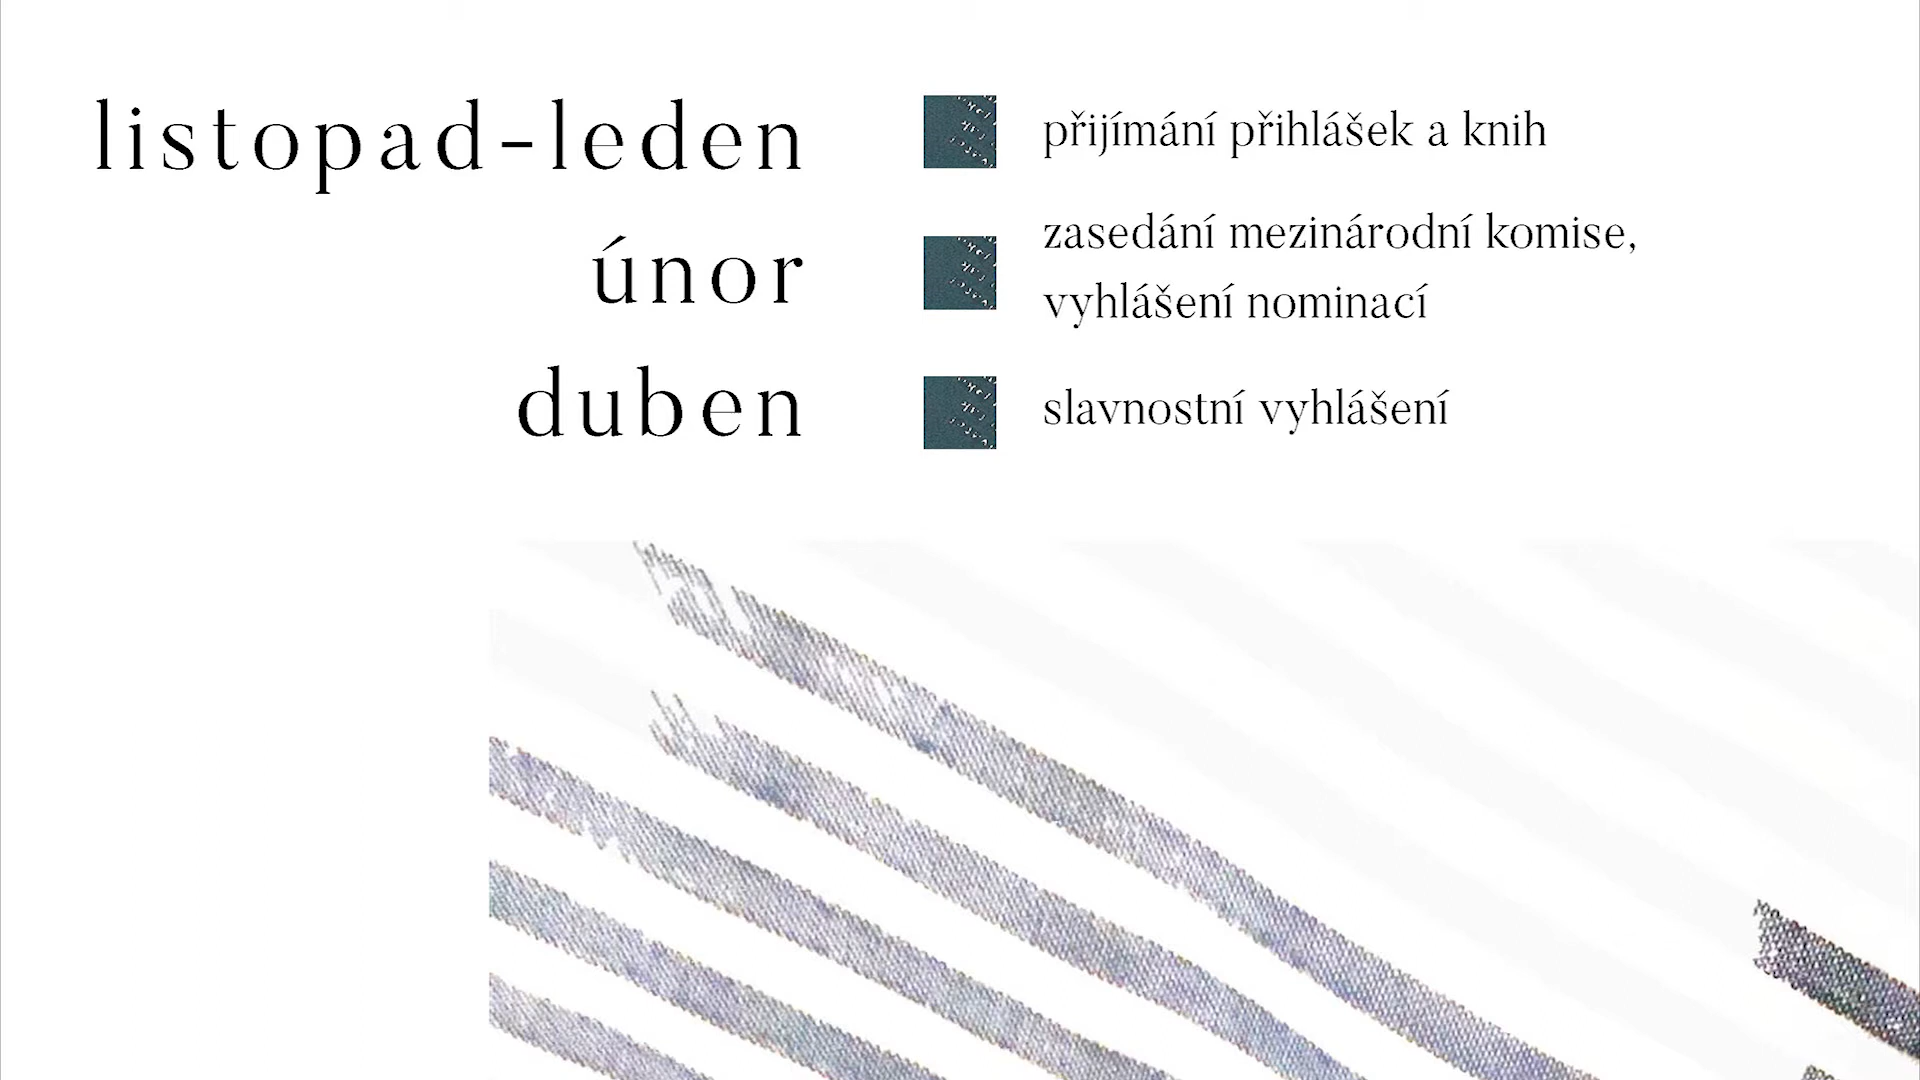 listopad-leden
přijímání přihlášek a knih
únor
zasedání mezinárodní komise,
vyhlášení nominací
duben
slavnostní vyhlášení